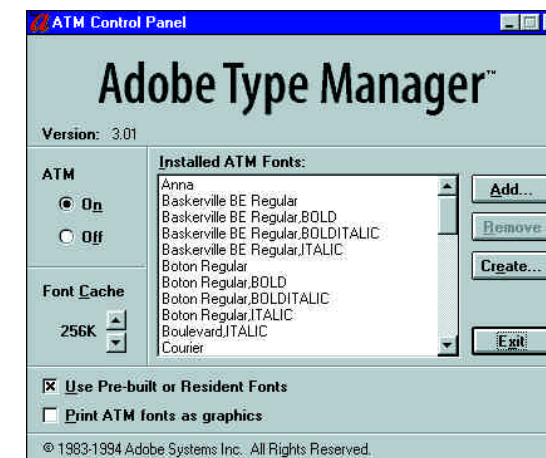 ATM Control Panel
Adobe Type Manager™
Version: 3.01
ATM
On
Off
Font Cache
256K
Installed ATM Fonts:
Anna
Baskerville BE Regular
Baskerville BE Regular,BOLD
Baskerville BE Regular,BOLDITALIC
Baskerville BE Regular,ITALIC
Boton Regular
Boton Regular,BOLD
Boton Regular,BOLDITALIC
Boton Regular,ITALIC
Boulevard,ITALIC
Courier
Add...
Remove
Create...
Exit
Use Pre-built or Resident Fonts
Print ATM fonts as graphics
© 1983-1994 Adobe Systems Inc. All Rights Reserved.